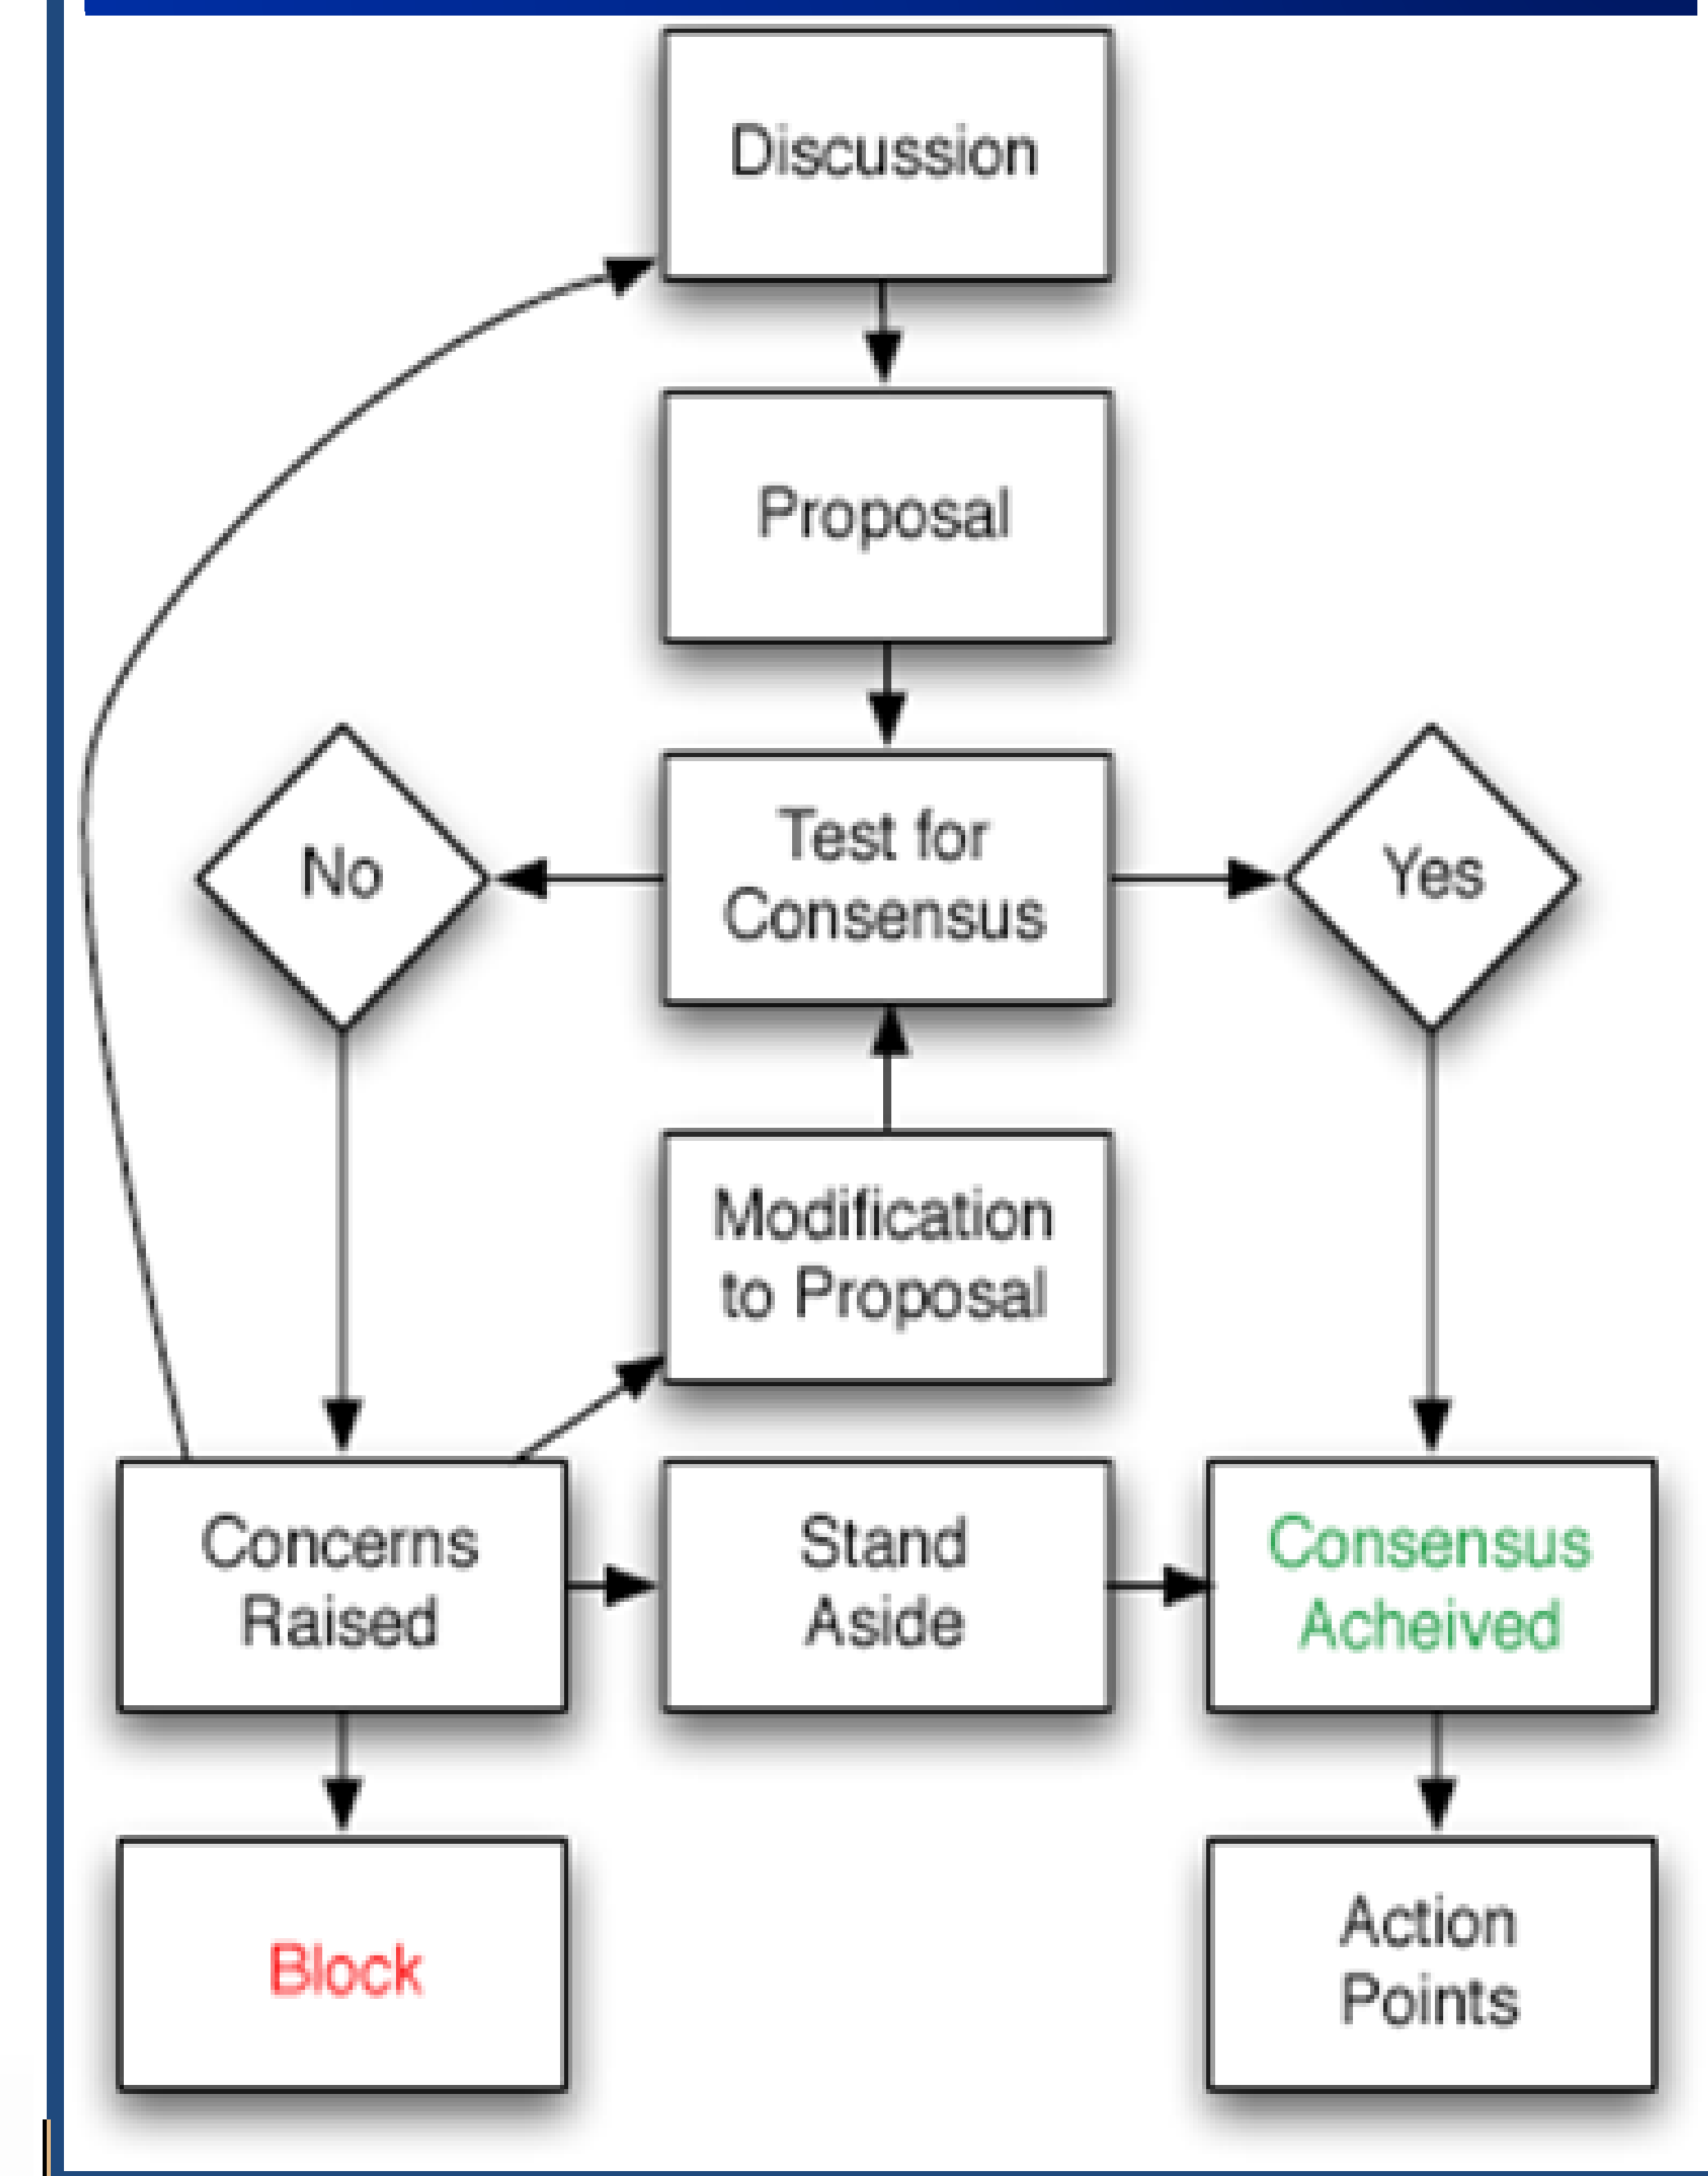 Discussion
Proposal
No
Test for
Consensus
Yes
Modification
to Proposal
Concerns
Raised
Stand
Aside
Consensus
Acheived
Block
Action
Points